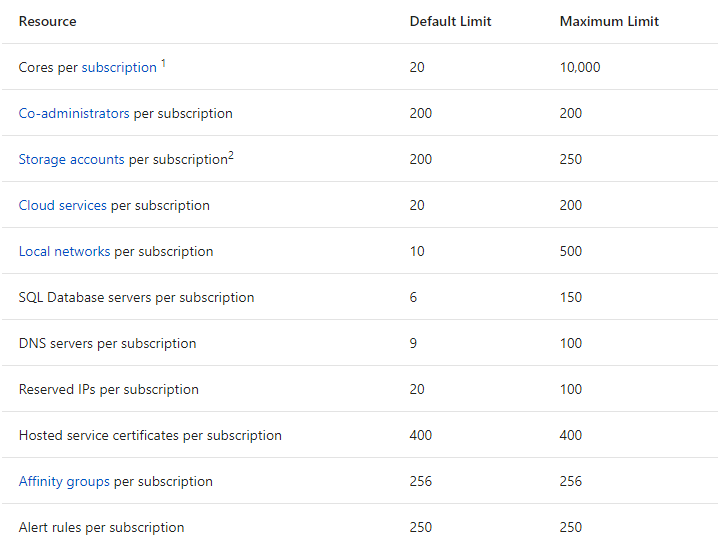 Resource Default Limit Maximum Limit
Cores per subscription 1 20 10,000
Co-administrators per subscription 200 200
Storage accounts per subscription2 200 250
Cloud services per subscription 20 200
Local networks per subscription 10 500
SQL Database servers per subscription 6 150
DNS servers per subscription 9 100
Reserved IPs per subscription 20 100
Hosted service certificates per subscription 400 400
Affinity groups per subscription 256 256
Alert rules per subscription 250 250